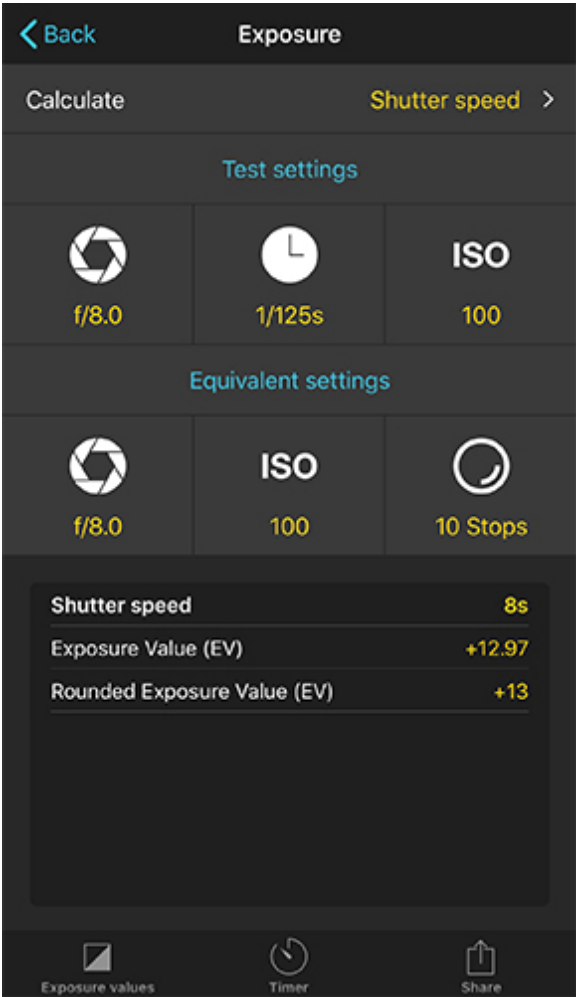 Back Exposure
Calculate Shutter speed
Test settings
ISO
f/8.0 1/125s 100
Equivalent settings
ISO
f/8.0 100 10 Stops
Shutter speed 8s
Exposure Value (EV) +12.97
Rounded Exposure Value (EV) +13
Exposure values Timer Share